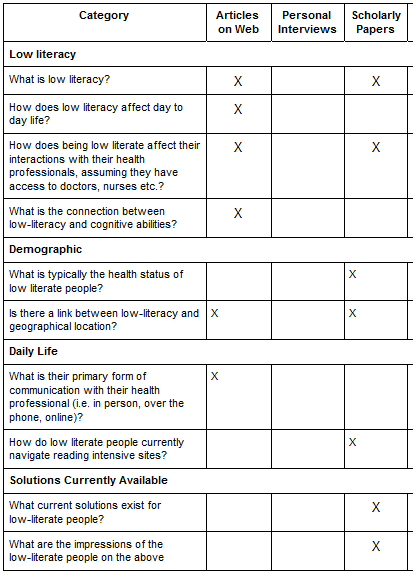 Category Articles on Web Personal Interviews Scholarly Papers
Low literacy
What is low literacy? X X
How does low literacy affect day to
day life? X
How does being low literate affect their
interactions with their health
professionals, assuming they have
access to doctors, nurses etc.? X X
What is the connection between
low-literacy and cognitive abilities? X
Demographic
What is typically the health status of
low literate people? X
Is there a link between low-literacy and
geographical location? X X
Daily Life
What is their primary form of
communication with their health
professional (i.e. in person, over the
phone, online)? X
How do low literate people currently
navigate reading intensive sites? X
Solutions Currently Available
What current solutions exist for
low-literate people? X
What are the impressions of the
low-literate people on the above X